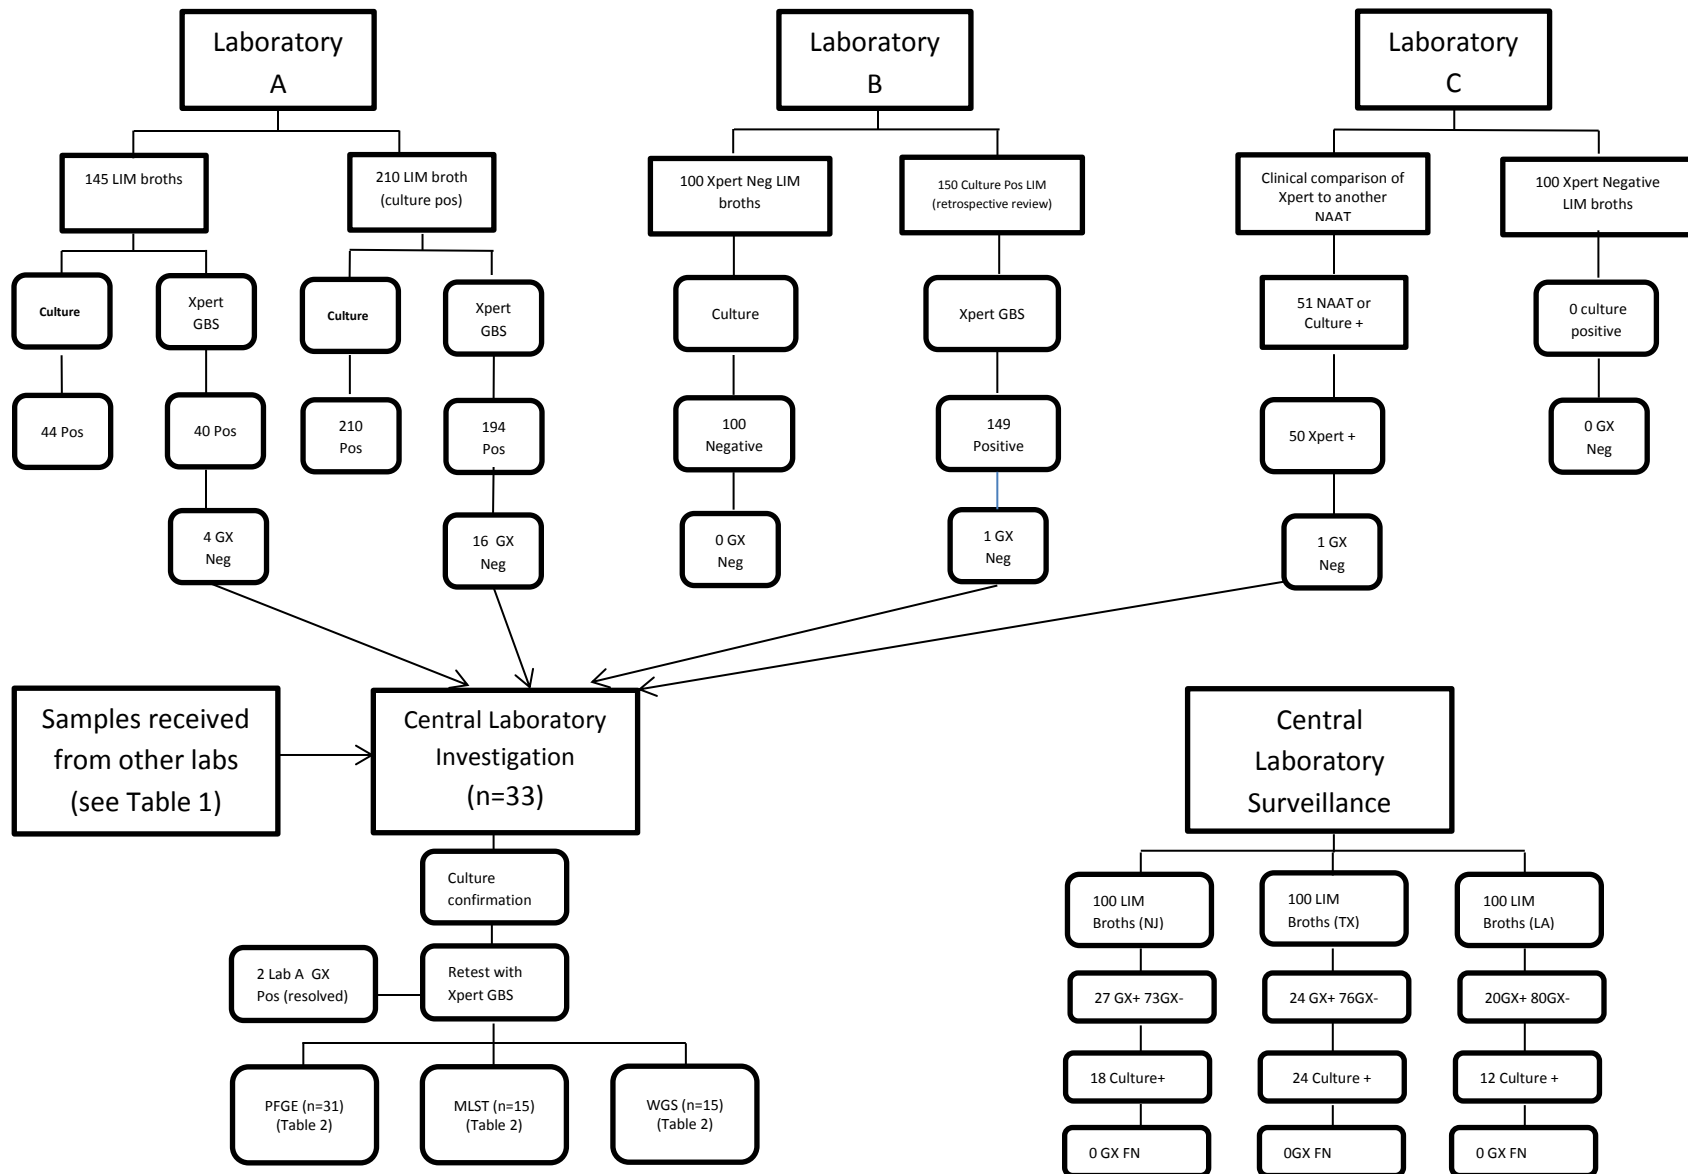 Laboratory
A
Laboratory
B
Laboratory
C
145 LIM broths
210 LIM broth
(culture pos)
100 Xpert Neg LIM
broths
150 Culture Pos LIM
(retrospective review)
Clinical comparison of
Xpert to another
NAAT
100 Xpert Negative
LIM broths
Culture
Xpert
GBS
Culture
Xpert
GBS
Culture
Xpert GBS
51 NAAT or
Culture +
0 culture
positive
44 Pos
40 Pos
210
Pos
194
Pos
100
Negative
149
Positive
50 Xpert +
0 GX
Neg
4 GX
Neg
16 GX
Neg
0 GX
Neg
1 GX
Neg
1 GX
Neg
Samples received
from other labs
(see Table 1)
Central Laboratory
Investigation
(n=33)
Central
Laboratory
Surveillance
Culture
confirmation
2 Lab A GX
Pos (resolved)
Retest with
Xpert GBS
PFGE (n=31)
(Table 2)
MLST (n=15)
(Table 2)
WGS (n=15)
(Table 2)
100 LIM
Broths (NJ)
100 LIM
Broths (TX)
100 LIM
Broths (LA)
27 GX+ 73GX-
24 GX+ 76GX-
20GX+ 80GX-
18 Culture+
24 Culture +
12 Culture +
0 GX FN
0GX FN
0 GX FN